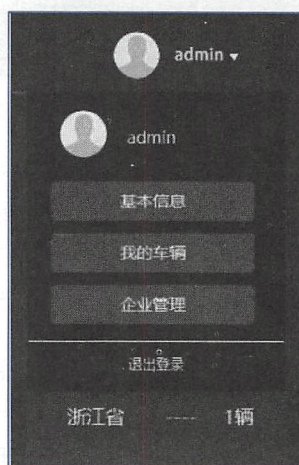 admin ▾
admin
基本信息
我的车辆
企业管理
退出登录
浙江省 ---- 1辆